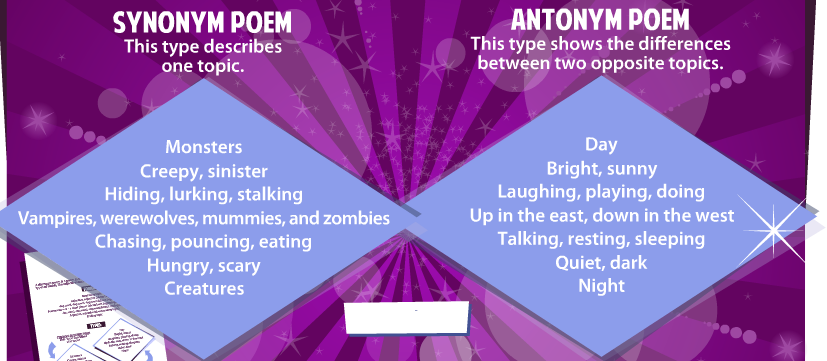 SYNONYM POEM
This type describes
one topic.
Monsters
Creepy, sinister
Hiding, lurking, stalking
Vampires, werewolves, mummies, and zombies
Chasing, pouncing, eating
Hungry, scary
Creatures
ANTONYM POEM
This type shows the differences
between two opposite topics.
Day
Bright, sunny
Laughing, playing, doing
Up in the east, down in the west
Talking, resting, sleeping
Quiet, dark
Night